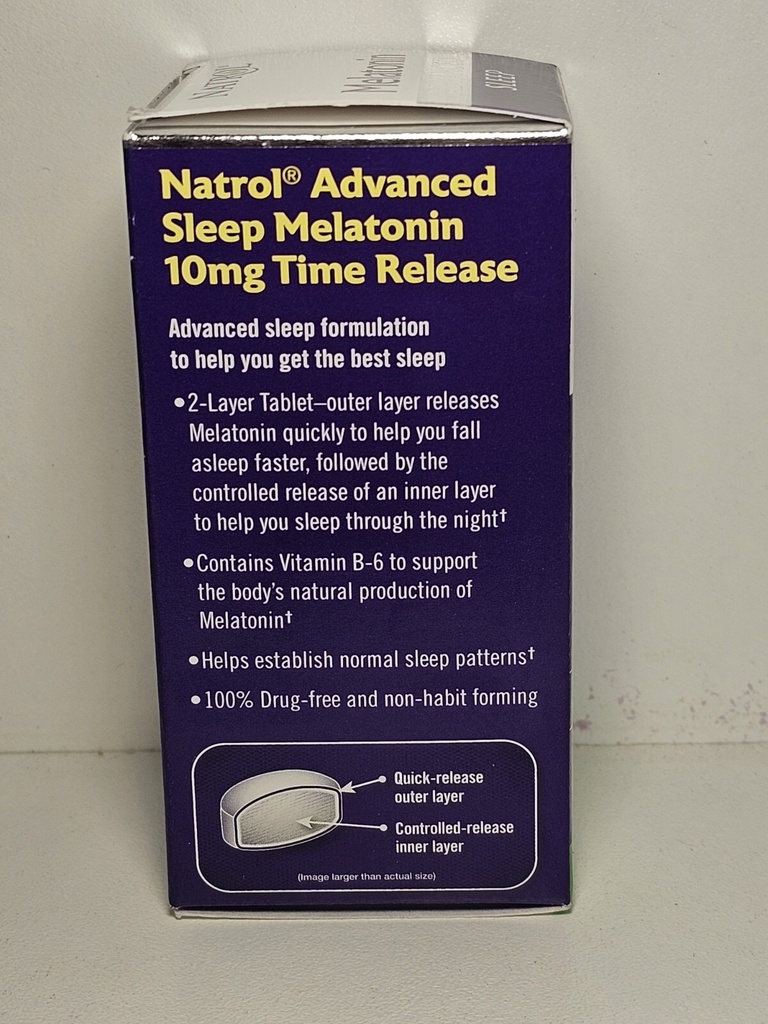 NATROL
Melatonin
SLEEP
Natrol® Advanced
Sleep Melatonin
10mg Time Release
Advanced sleep formulation
to help you get the best sleep
•2-Layer Tablet–outer layer releases
Melatonin quickly to help you fall
asleep faster, followed by the
controlled release of an inner layer
to help you sleep through the night†
•Contains Vitamin B-6 to support
the body's natural production of
Melatonin†
•Helps establish normal sleep patterns†
•100% Drug-free and non-habit forming
Quick-release
outer layer
Controlled-release
inner layer
(Image larger than actual size)